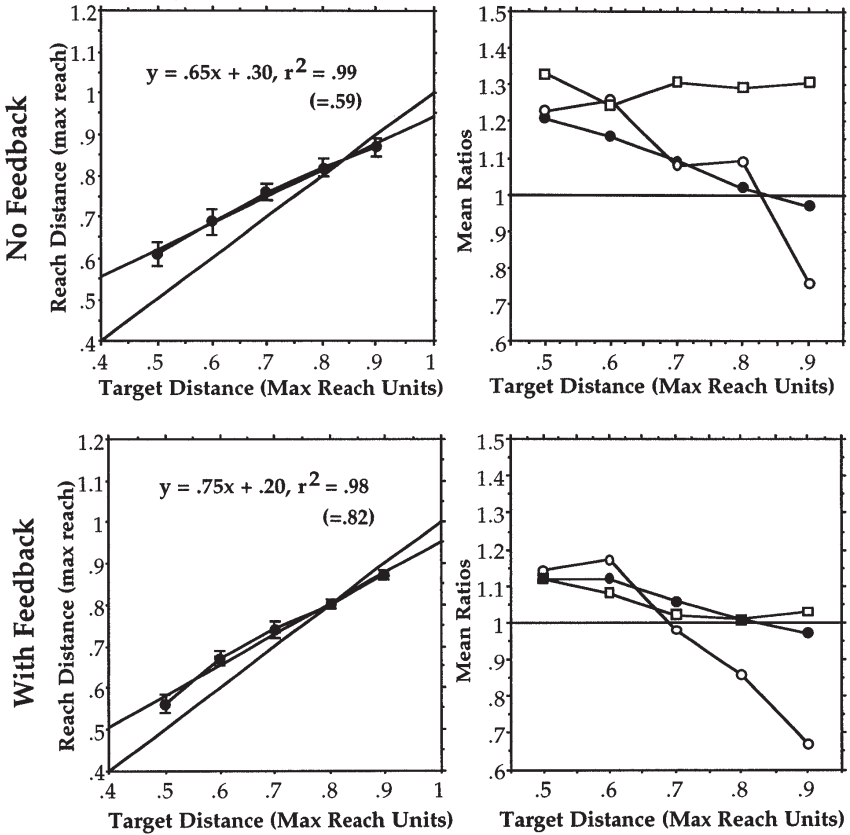 No Feedback
Reach Distance (max reach)
1.2
1.1
1
.9
.8
.7
.6
.5
.4
y = .65x + .30, r2 = .99
(=.59)
.4 .5 .6 .7 .8 .9 1
Target Distance (Max Reach Units)
Mean Ratios
1.5
1.4
1.3
1.2
1.1
1
.9
.8
.7
.6
.5 .6 .7 .8 .9
Target Distance (Max Reach Units)
With Feedback
Reach Distance (max reach)
1.2
1.1
1
.9
.8
.7
.6
.5
.4
y = .75x + .20, r2 = .98
(=.82)
.4 .5 .6 .7 .8 .9 1
Target Distance (Max Reach Units)
Mean Ratios
1.5
1.4
1.3
1.2
1.1
1
.9
.8
.7
.6
.5 .6 .7 .8 .9
Target Distance (Max Reach Units)